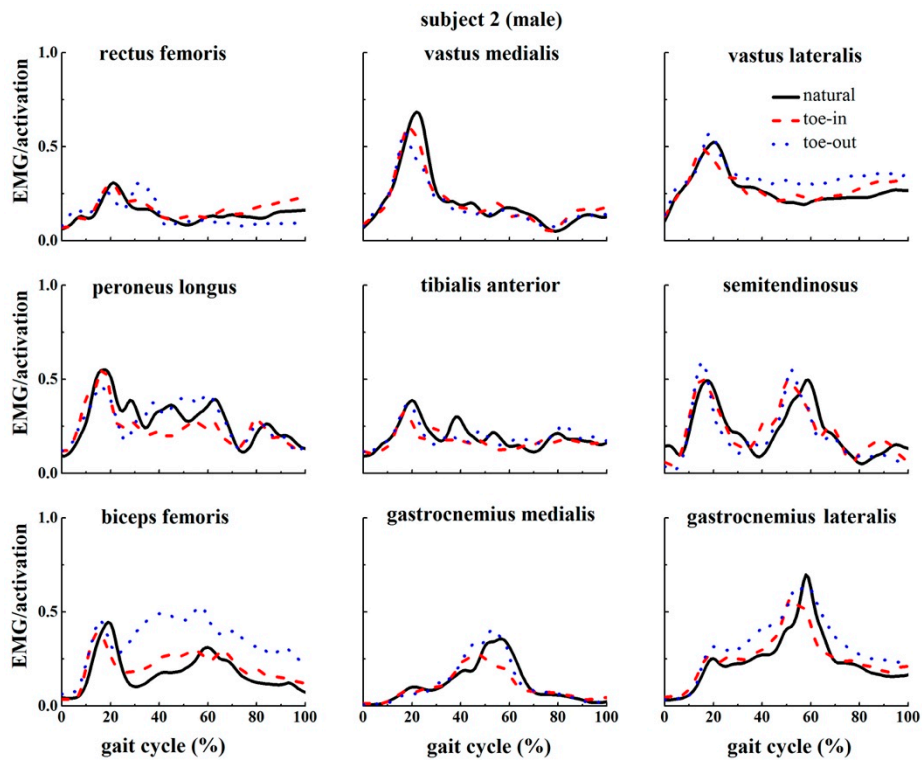 subject 2 (male)
rectus femoris
vastus medialis
vastus lateralis
natural
toe-in
toe-out
EMG/activation
1.0
0.5
0.0
peroneus longus
tibialis anterior
semitendinosus
EMG/activation
1.0
0.5
0.0
biceps femoris
gastrocnemius medialis
gastrocnemius lateralis
EMG/activation
1.0
0.5
0.0
0 20 40 60 80 100
0 20 40 60 80 100
0 20 40 60 80 100
gait cycle (%)
gait cycle (%)
gait cycle (%)